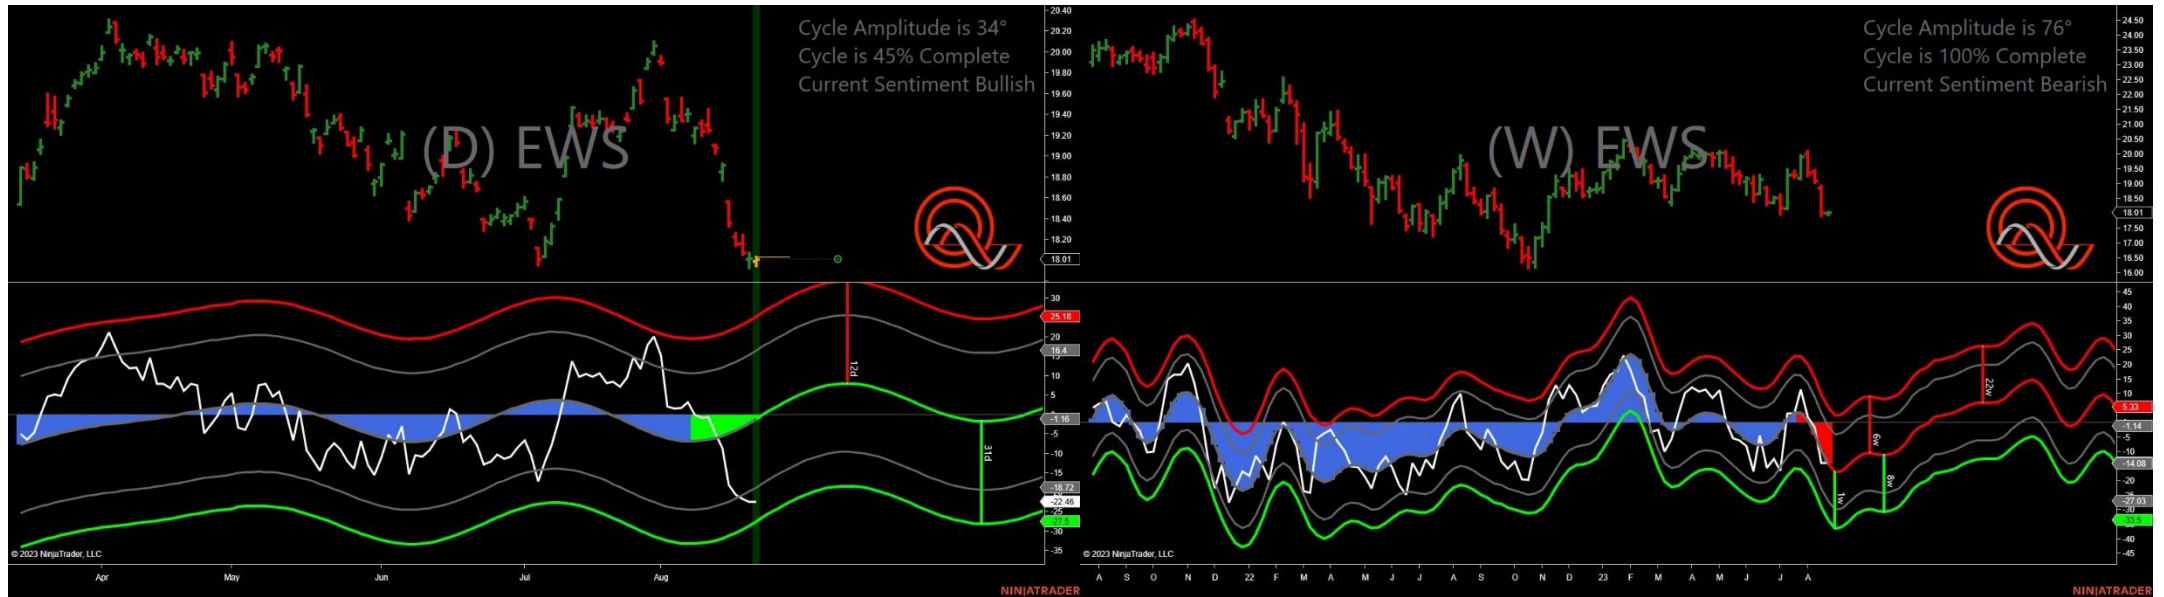 Cycle Amplitude is 34°
Cycle is 45% Complete
Current Sentiment Bullish
(D) EWS
20.40
20.20
20.00
19.80
19.60
19.40
19.20
19.00
18.80
18.60
18.40
18.20
18.01
30
25.18
20
16.4
10
5
-1.16
-5
-10
-15
-18.72
-22.46
-27.5
-30
-35
12d
31d
© 2023 NinjaTrader, LLC
Apr
May
Jun
Jul
Aug
NINJATRADER
Cycle Amplitude is 76°
Cycle is 100% Complete
Current Sentiment Bearish
(W) EWS
24.50
24.00
23.50
23.00
22.50
22.00
21.50
21.00
20.50
20.00
19.50
19.00
18.50
18.01
17.50
17.00
16.50
16.00
45
40
35
30
25
20
15
10
5.33
-1.14
-5
-10
-14.08
-20
-27.03
-30
-33.5
-40
-45
1w
6w
8w
22w
© 2023 NinjaTrader, LLC
A S O N D 22 F M A M J J A S O N D 23 F M A M J J A
NINJATRADER